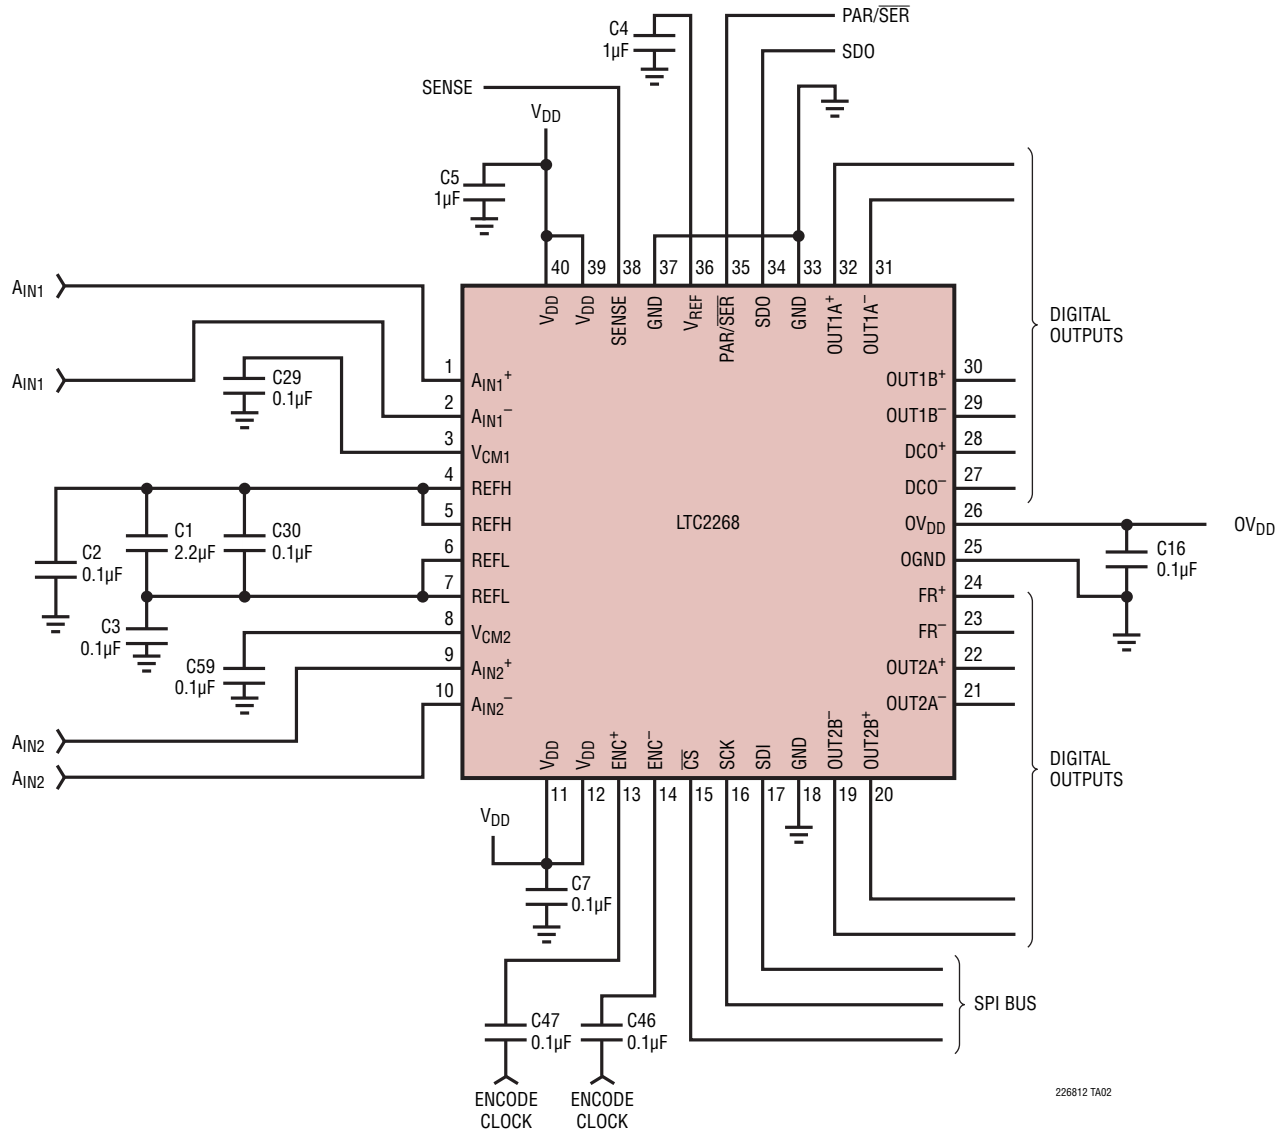 C4
1µF
PAR/SER
SDO
SENSE
VDD
C5
1µF
40 39 38 37 36 35 34 33 32 31
VDD
VDD
SENSE
GND
VREF
PAR/SER
SDO
GND
OUT1A+
OUT1A–
DIGITAL
OUTPUTS
AIN1
AIN1
C29
0.1µF
1
AIN1+
2
AIN1–
3
VCM1
4
REFH
5
REFH
6
REFL
7
REFL
8
VCM2
9
AIN2+
10
AIN2–
C2
0.1µF
C1
2.2µF
C30
0.1µF
C3
0.1µF
C59
0.1µF
AIN2
AIN2
LTC2268
OUT1B+
30
OUT1B–
29
DCO+
28
DCO–
27
OVDD
26
OGND
25
FR+
24
FR–
23
OUT2A+
22
OUT2A–
21
OVDD
C16
0.1µF
VDD
VDD
ENC+
ENC–
CS
SCK
SDI
GND
OUT2B–
OUT2B+
11 12 13 14 15 16 17 18 19 20
DIGITAL
OUTPUTS
VDD
C7
0.1µF
C47
0.1µF
C46
0.1µF
ENCODE
CLOCK
ENCODE
CLOCK
SPI BUS
226812 TA02